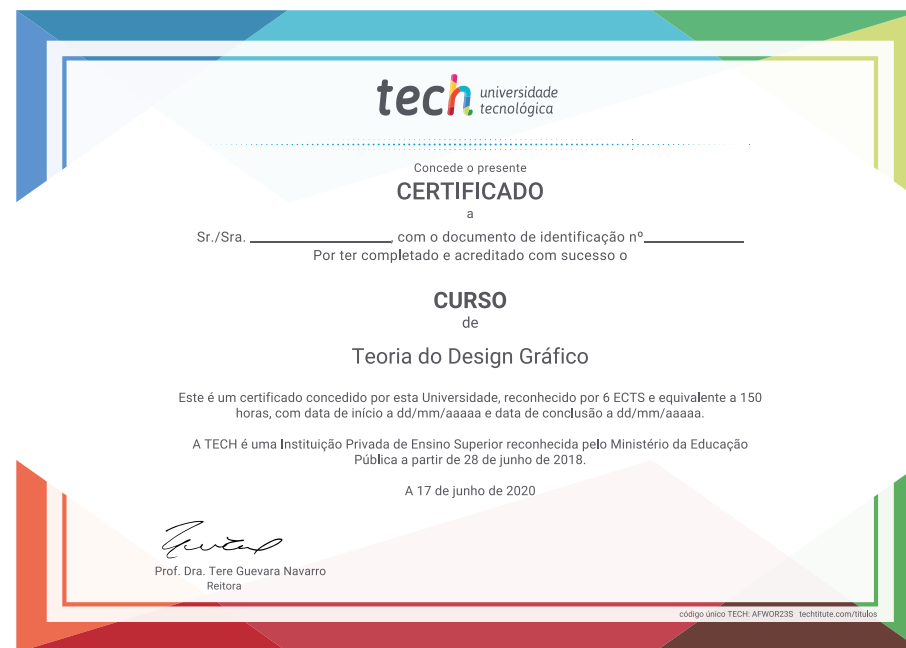 tech universidade
tecnológica
Concede o presente
CERTIFICADO
a
Sr./Sra. ____________________, com o documento de identificação nº______________
Por ter completado e acreditado com sucesso o
CURSO
de
Teoria do Design Gráfico
Este é um certificado concedido por esta Universidade, reconhecido por 6 ECTS e equivalente a 150
horas, com data de início a dd/mm/aaaaa e data de conclusão a dd/mm/aaaaa.
A TECH é uma Instituição Privada de Ensino Superior reconhecida pelo Ministério da Educação
Pública a partir de 28 de junho de 2018.
A 17 de junho de 2020
Prof. Dra. Tere Guevara Navarro
Reitora
código único TECH: AFWOR23S techtitute.com/titulos